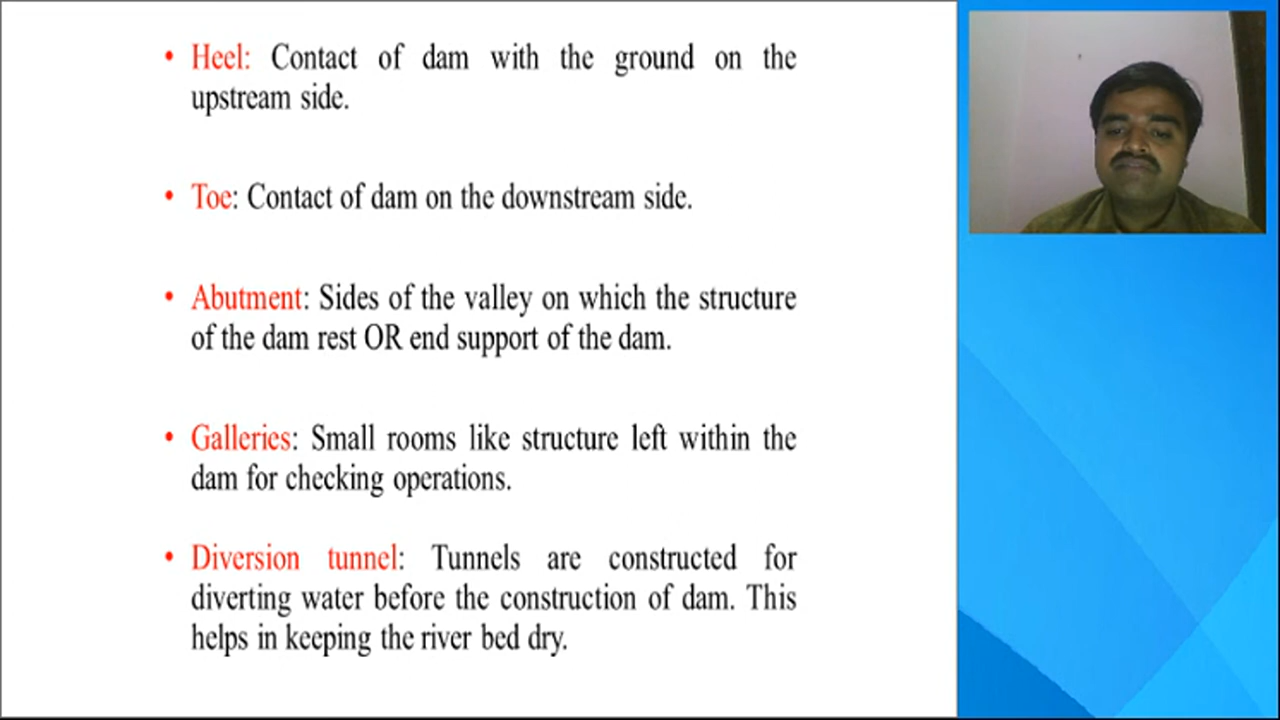 • Heel: Contact of dam with the ground on the
upstream side.
• Toe: Contact of dam on the downstream side.
• Abutment: Sides of the valley on which the structure
of the dam rest OR end support of the dam.
• Galleries: Small rooms like structure left within the
dam for checking operations.
• Diversion tunnel: Tunnels are constructed for
diverting water before the construction of dam. This
helps in keeping the river bed dry.